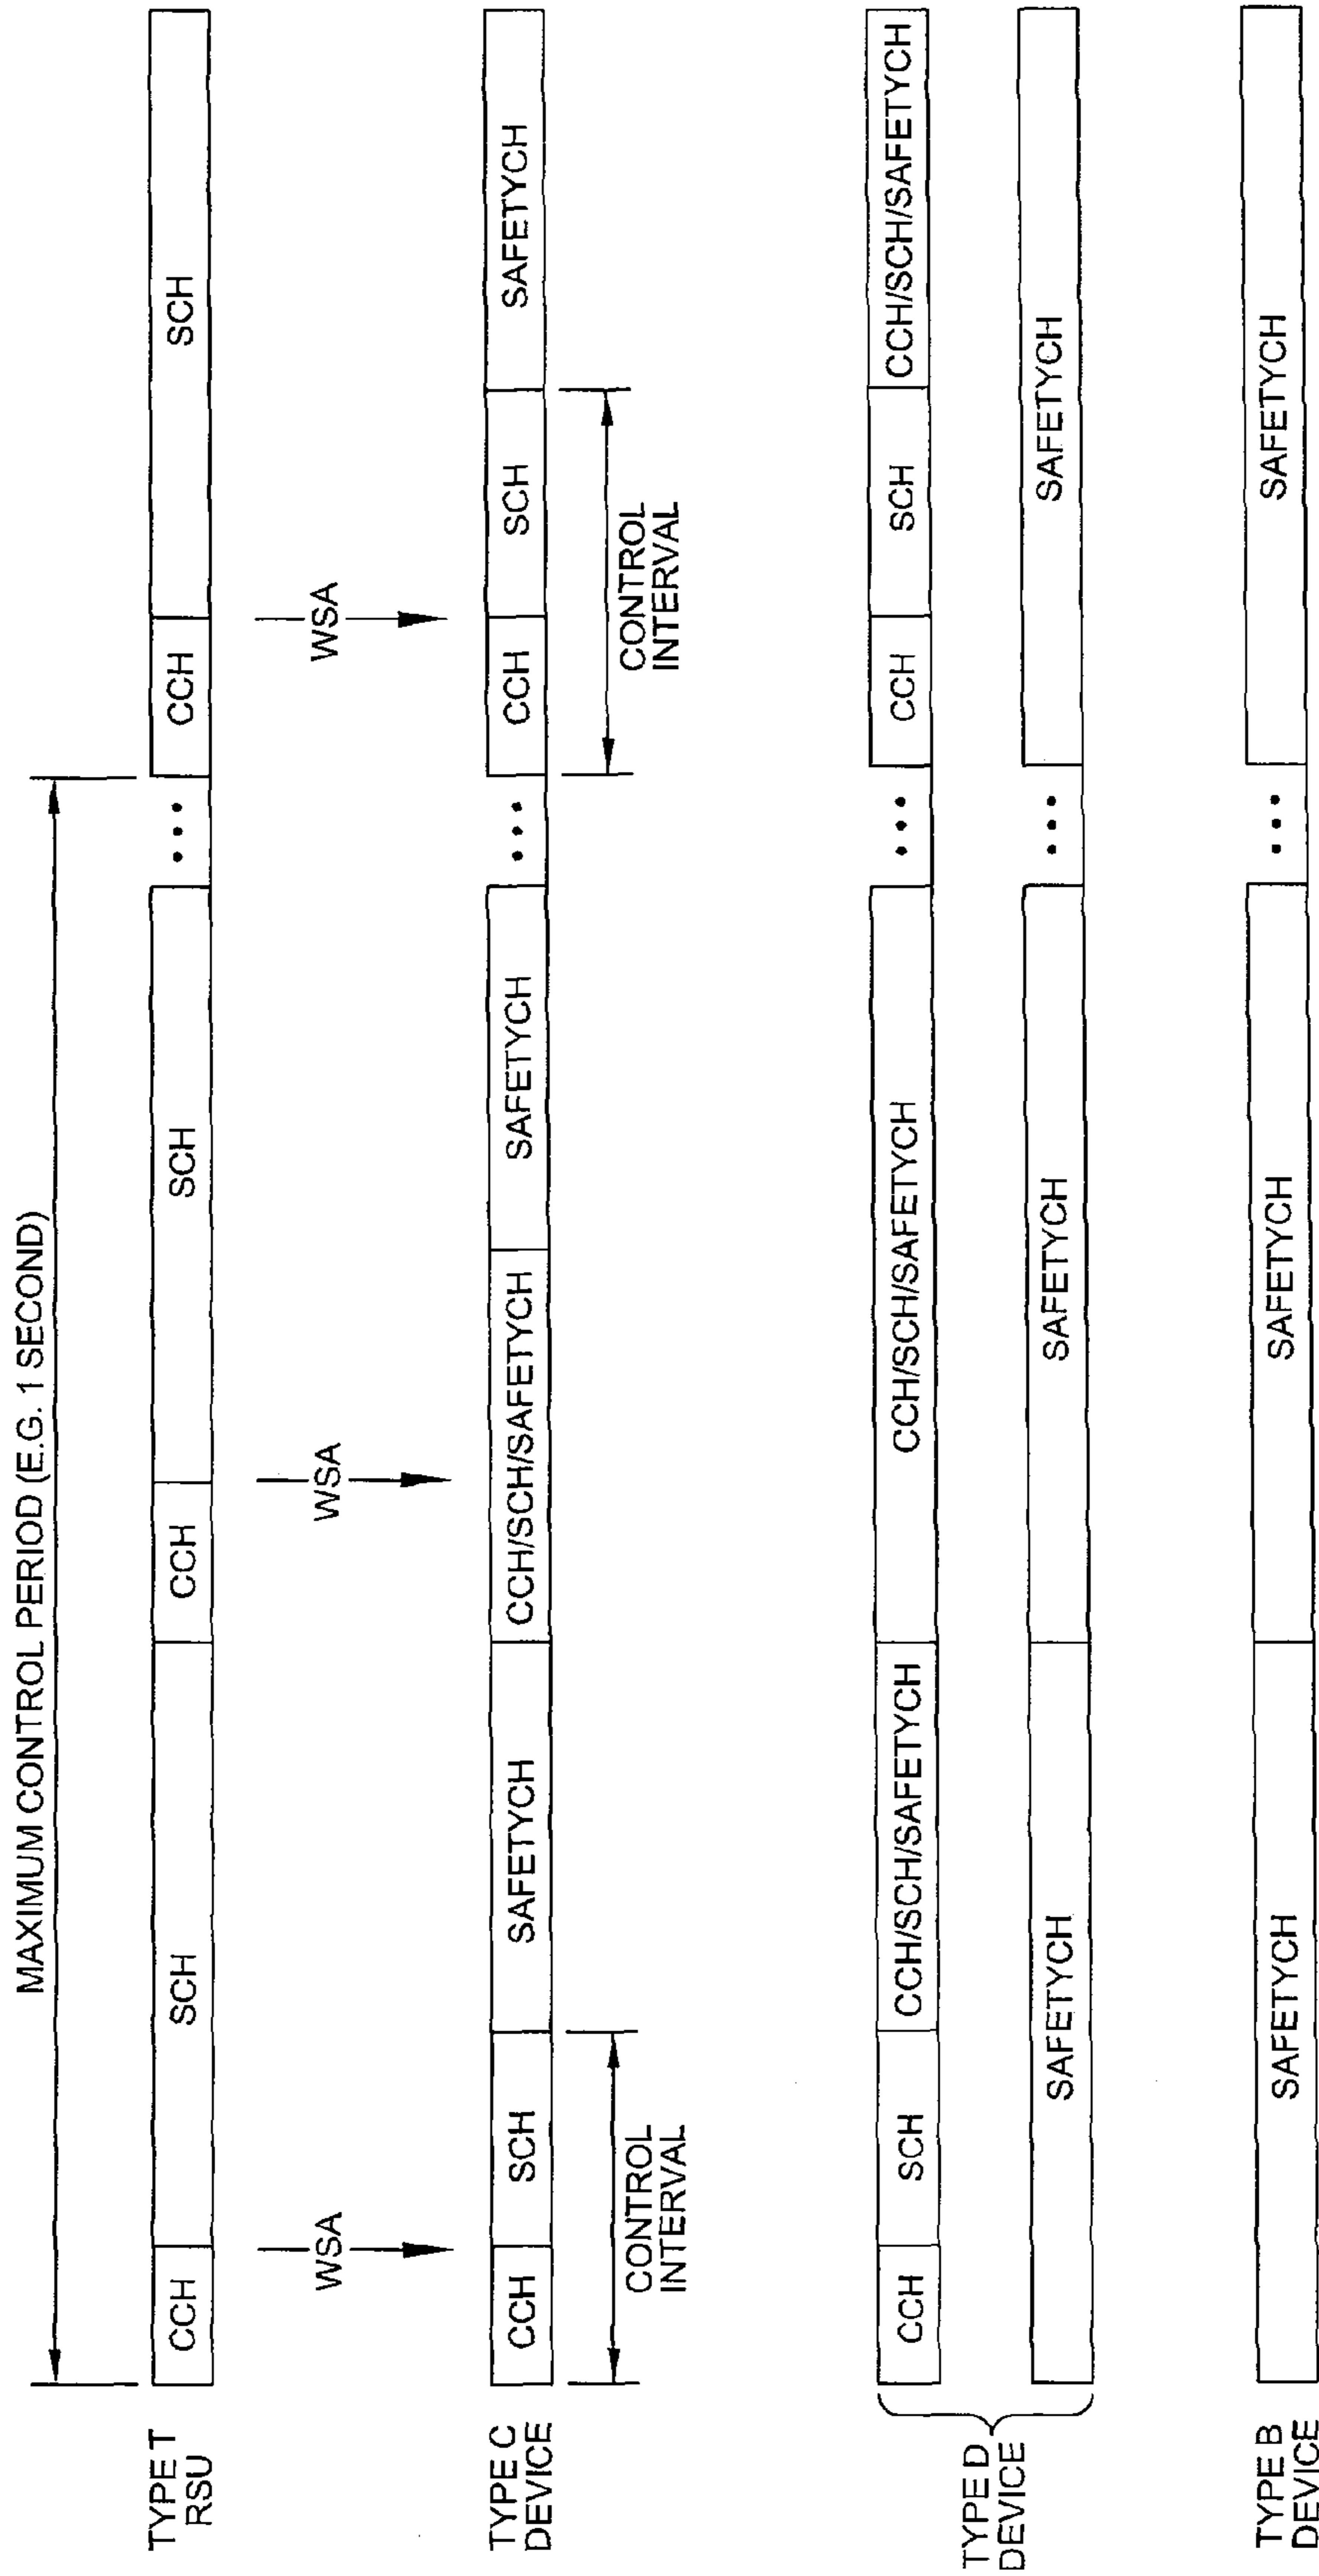 MAXIMUM CONTROL PERIOD (E.G. 1 SECOND)
TYPE T
RSU
CCH
SCH
CCH
SCH
...
CCH
SCH
WSA
WSA
WSA
TYPE C
DEVICE
CCH
SCH
SAFETYCH
CCH/SCH/SAFETYCH
SAFETYCH
...
CCH
SCH
SAFETYCH
CONTROL
INTERVAL
CONTROL
INTERVAL
TYPE D
DEVICE
CCH
SCH
CCH/SCH/SAFETYCH
CCH/SCH/SAFETYCH
...
CCH
SCH
CCH/SCH/SAFETYCH
SAFETYCH
SAFETYCH
...
SAFETYCH
TYPE B
DEVICE
SAFETYCH
SAFETYCH
...
SAFETYCH